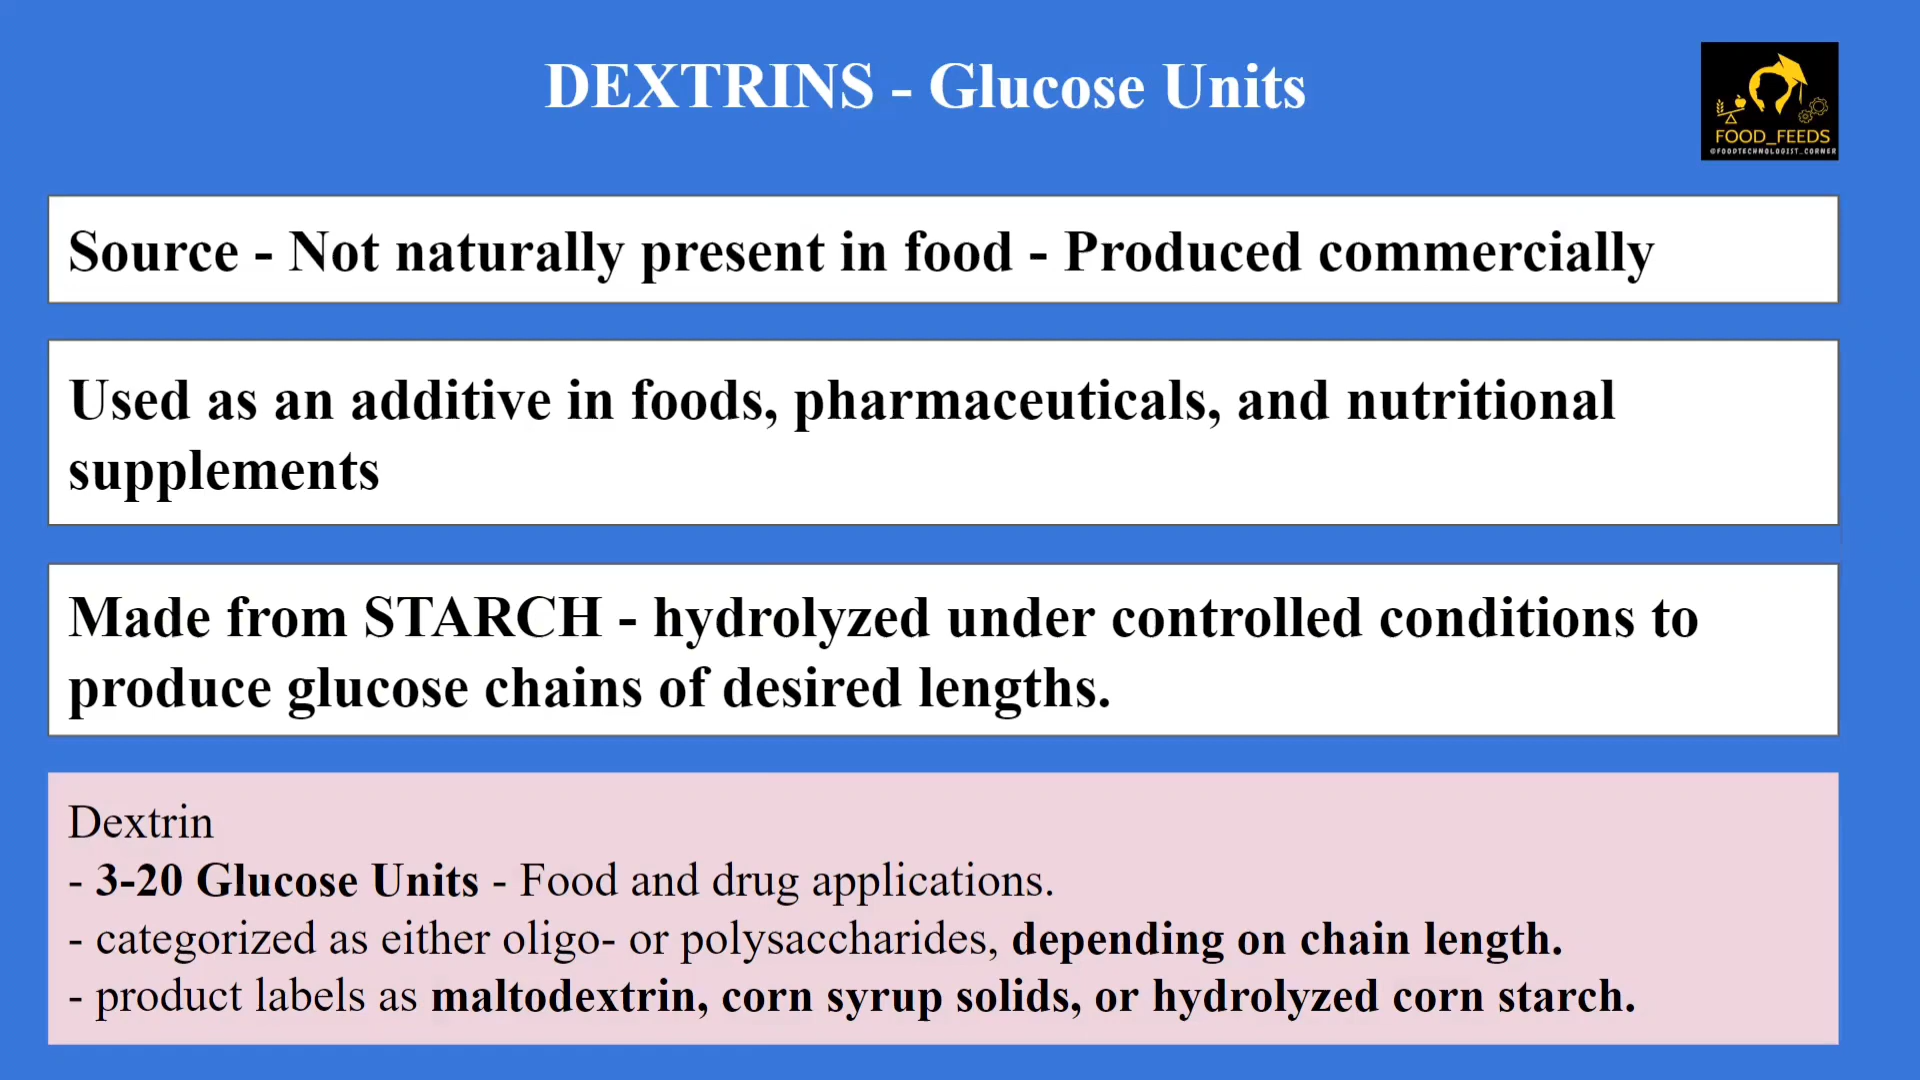 DEXTRINS - Glucose Units
FOOD_FEEDS
@FOODTECHNOLOGIST_CORNER
Source - Not naturally present in food - Produced commercially
Used as an additive in foods, pharmaceuticals, and nutritional
supplements
Made from STARCH - hydrolyzed under controlled conditions to
produce glucose chains of desired lengths.
Dextrin
- 3-20 Glucose Units - Food and drug applications.
- categorized as either oligo- or polysaccharides, depending on chain length.
- product labels as maltodextrin, corn syrup solids, or hydrolyzed corn starch.